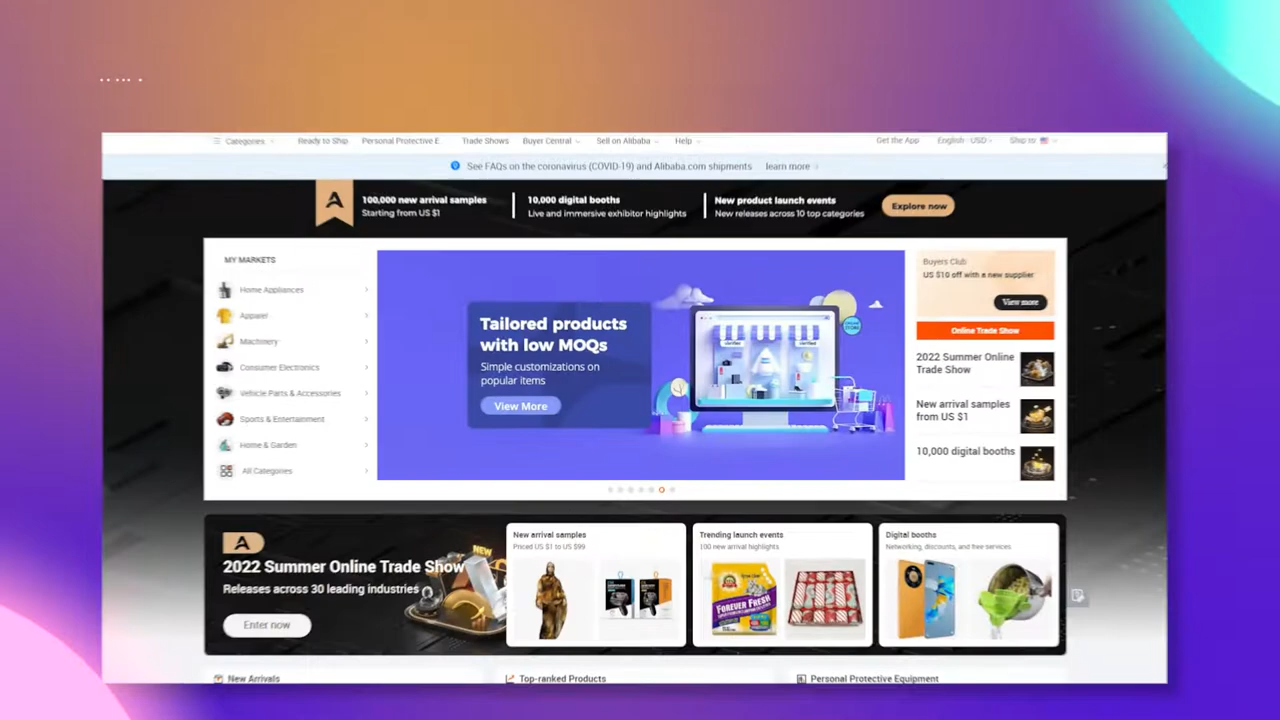 Categories
Ready to Ship
Personal Protective E.
Trade Shows
Buyer Central
Sell on Alibaba
Help
Get the App
English - USD
Ship to:
See FAQs on the coronavirus (COVID-19) and Alibaba.com shipments
learn more
A
100,000 new arrival samples
Starting from US $1
10,000 digital booths
Live and immersive exhibitor highlights
New product launch events
New releases across 10 top categories
Explore now
MY MARKETS
Home Appliances
Apparel
Machinery
Consumer Electronics
Vehicle Parts & Accessories
Sports & Entertainment
Home & Garden
All Categories
Tailored products
with low MOQs
Simple customizations on
popular items
View More
Buyers Club
US $10 off with a new supplier
View more
Online Trade Show
2022 Summer Online
Trade Show
New arrival samples
from US $1
10,000 digital booths
A
2022 Summer Online Trade Show
Releases across 30 leading industries
Enter now
NEW
New arrival samples
Priced US $1 to US $99
Trending launch events
100 new arrival highlights
FOREVER FRESH
Digital booths
Networking, discounts, and free services
New Arrivals
Top-ranked Products
Personal Protective Equipment